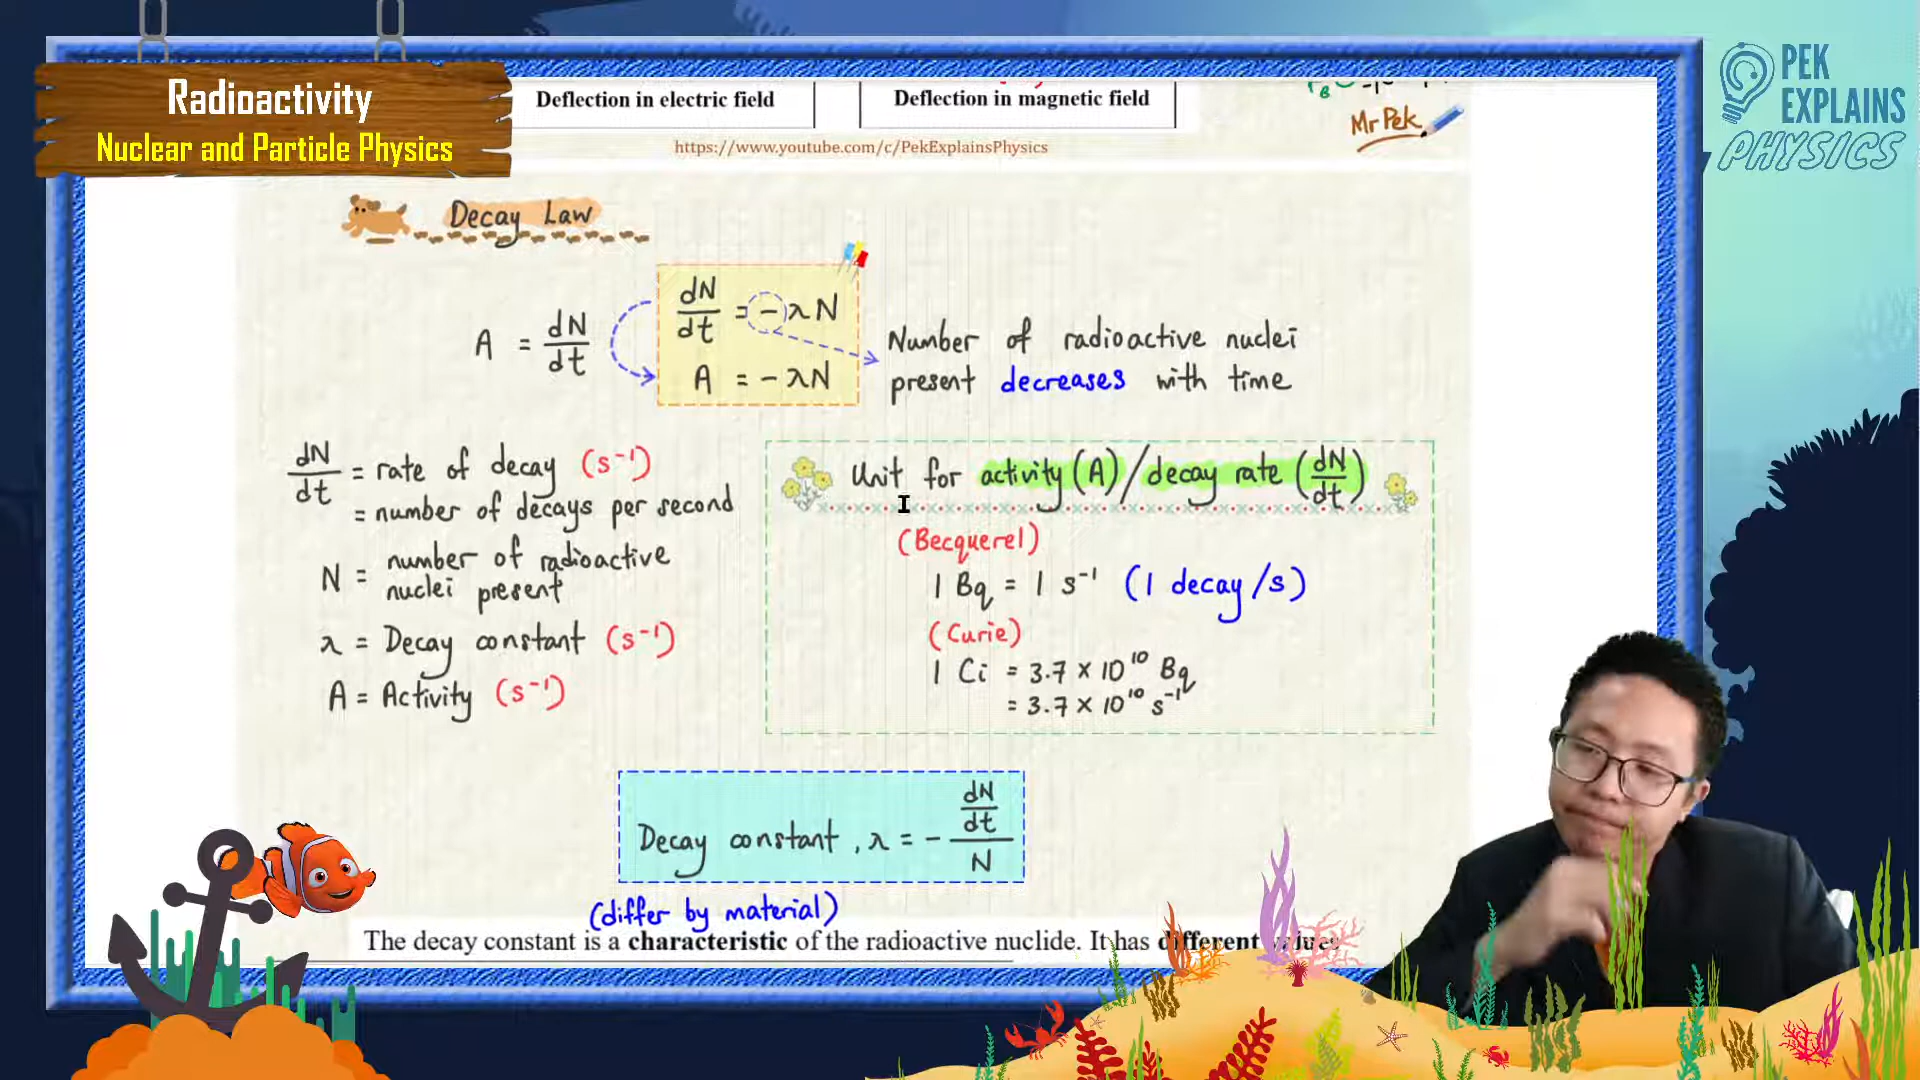 Radioactivity
Nuclear and Particle Physics
Deflection in electric field
Deflection in magnetic field
Mr Pek
https://www.youtube.com/c/PekExplainsPhysics
PEK
EXPLAINS
PHYSICS
Decay Law
A = dN/dt
dN/dt = -λN
A = -λN
Number of radioactive nuclei
present decreases with time
dN/dt = rate of decay (s⁻¹)
= number of decays per second
N = number of radioactive
nuclei present
λ = Decay constant (s⁻¹)
A = Activity (s⁻¹)
Unit for activity (A) / decay rate (dN/dt)
(Becquerel)
1 Bq = 1 s⁻¹ (1 decay/s)
(Curie)
1 Ci = 3.7 × 10¹⁰ Bq
= 3.7 × 10¹⁰ s⁻¹
Decay constant, λ = - (dN/dt)/N
(differ by material)
The decay constant is a characteristic of the radioactive nuclide. It has different values